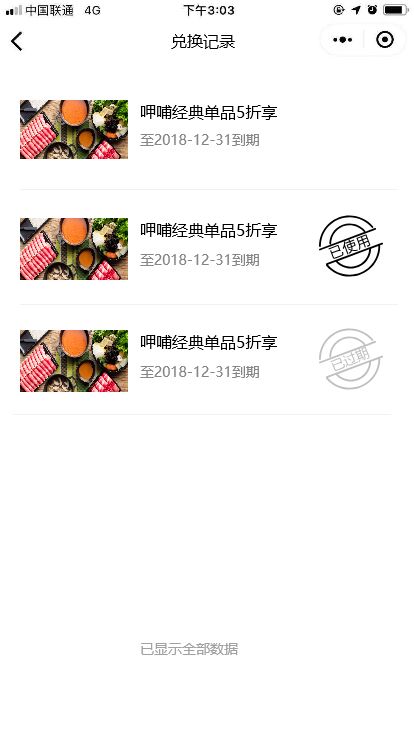 中国联通 4G 下午3:03
兑换记录
呷哺经典单品5折享
至2018-12-31到期
呷哺经典单品5折享
至2018-12-31到期
已使用
呷哺经典单品5折享
至2018-12-31到期
已过期
已显示全部数据